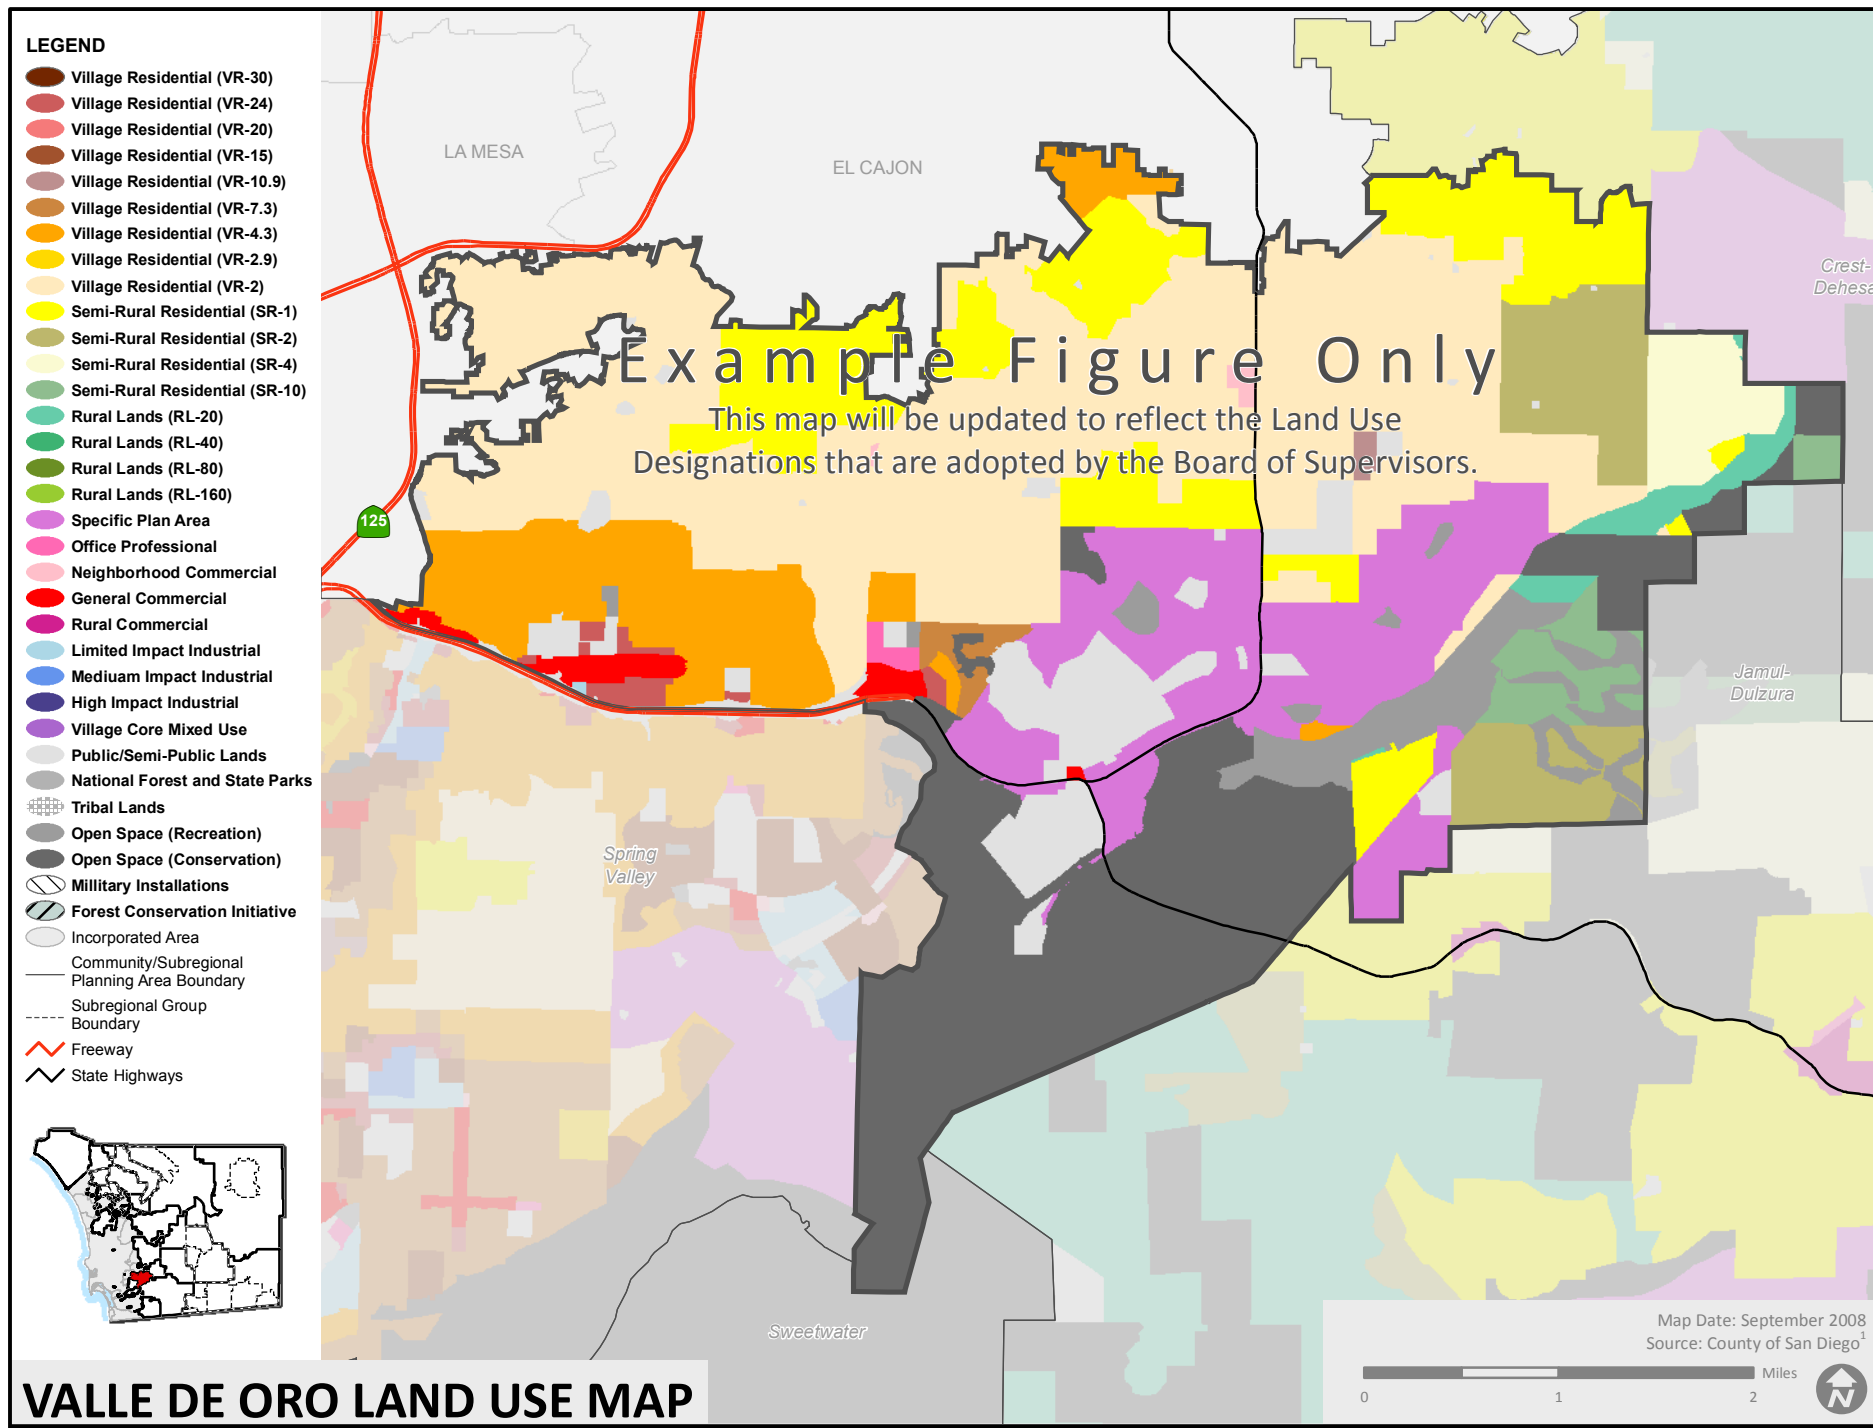 LEGEND
Village Residential (VR-30)
Village Residential (VR-24)
Village Residential (VR-20)
Village Residential (VR-15)
Village Residential (VR-10.9)
Village Residential (VR-7.3)
Village Residential (VR-4.3)
Village Residential (VR-2.9)
Village Residential (VR-2)
Semi-Rural Residential (SR-1)
Semi-Rural Residential (SR-2)
Semi-Rural Residential (SR-4)
Semi-Rural Residential (SR-10)
Rural Lands (RL-20)
Rural Lands (RL-40)
Rural Lands (RL-80)
Rural Lands (RL-160)
Specific Plan Area
Office Professional
Neighborhood Commercial
General Commercial
Rural Commercial
Limited Impact Industrial
Mediuam Impact Industrial
High Impact Industrial
Village Core Mixed Use
Public/Semi-Public Lands
National Forest and State Parks
Tribal Lands
Open Space (Recreation)
Open Space (Conservation)
Millitary Installations
Forest Conservation Initiative
Incorporated Area
Community/Subregional
Planning Area Boundary
Subregional Group
Boundary
Freeway
State Highways
LA MESA
EL CAJON
Crest-
Dehesa
Example Figure Only
This map will be updated to reflect the Land Use
Designations that are adopted by the Board of Supervisors.
125
Jamul-
Dulzura
Spring
Valley
Sweetwater
Map Date: September 2008
Source: County of San Diego1
Miles
0 1 2
N
VALLE DE ORO LAND USE MAP